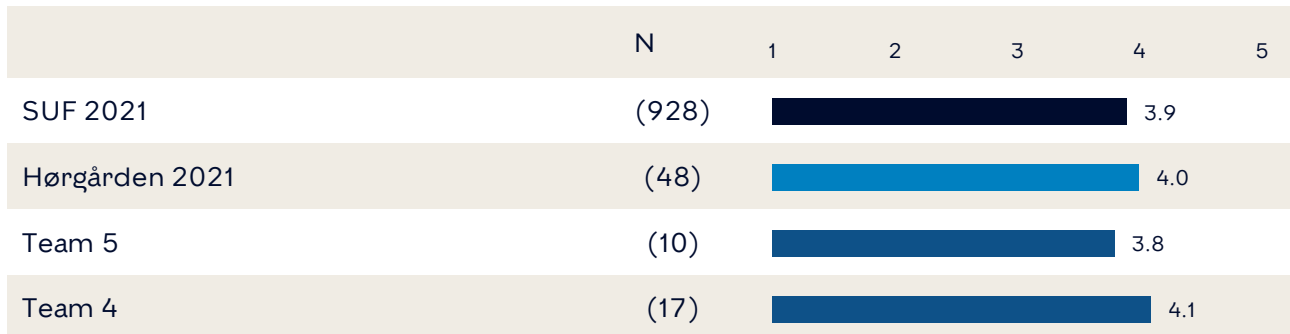 N 1 2 3 4 5
SUF 2021 (928) 3.9
Hørgården 2021 (48) 4.0
Team 5 (10) 3.8
Team 4 (17) 4.1